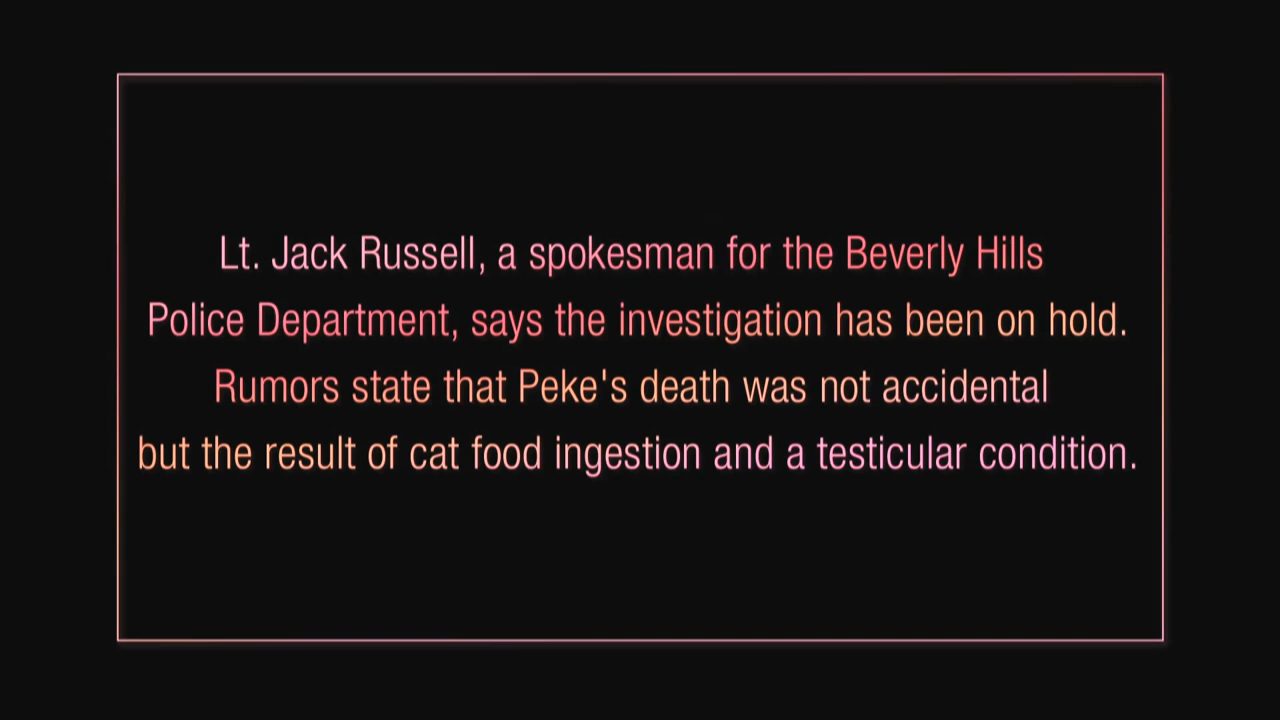 Lt. Jack Russell, a spokesman for the Beverly Hills
Police Department, says the investigation has been on hold.
Rumors state that Peke's death was not accidental
but the result of cat food ingestion and a testicular condition.